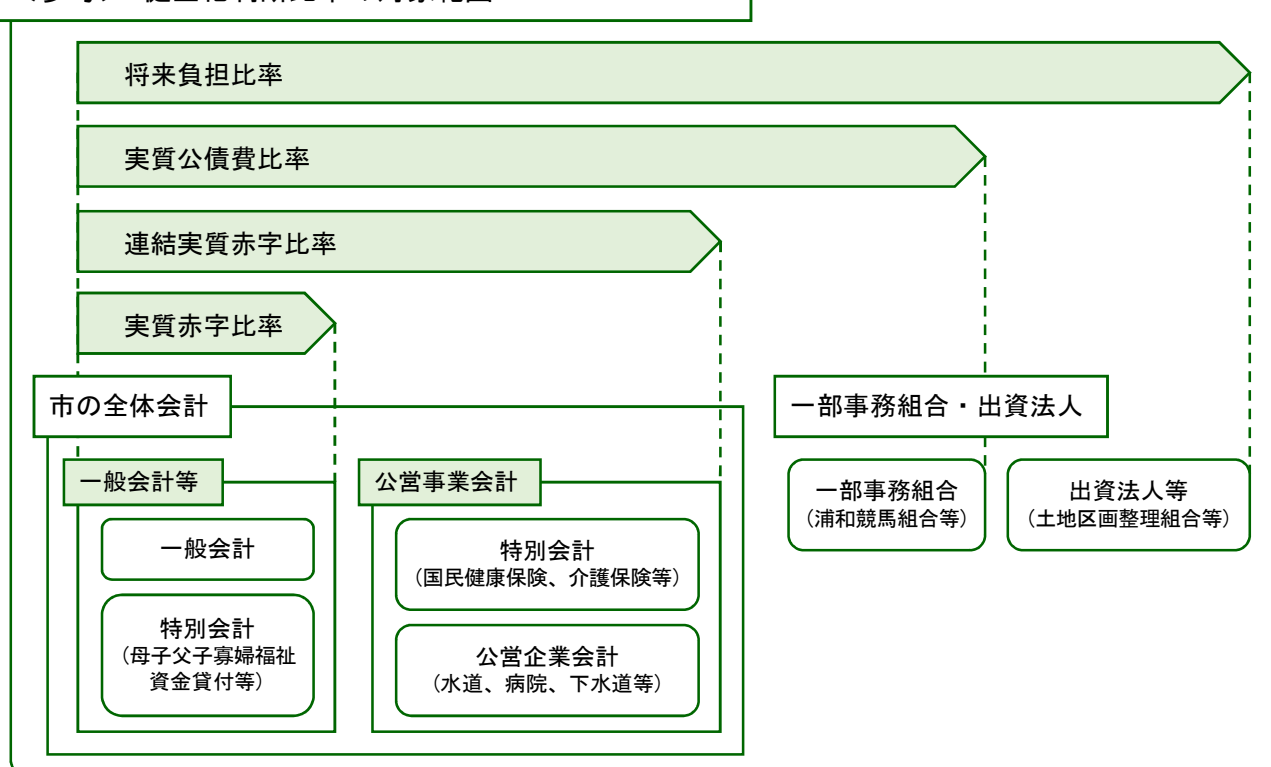 将来負担比率
実質公債費比率
連結実質赤字比率
実質赤字比率
市の全体会計
一部事務組合・出資法人
一般会計等
一般会計
特別会計
（母子父子寡婦福祉
資金貸付等）
公営事業会計
特別会計
（国民健康保険、介護保険等）
公営企業会計
（水道、病院、下水道等）
一部事務組合
（浦和競馬組合等）
出資法人等
（土地区画整理組合等）